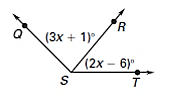 R
Q
(3x + 1)°
(2x − 6)°
S
T